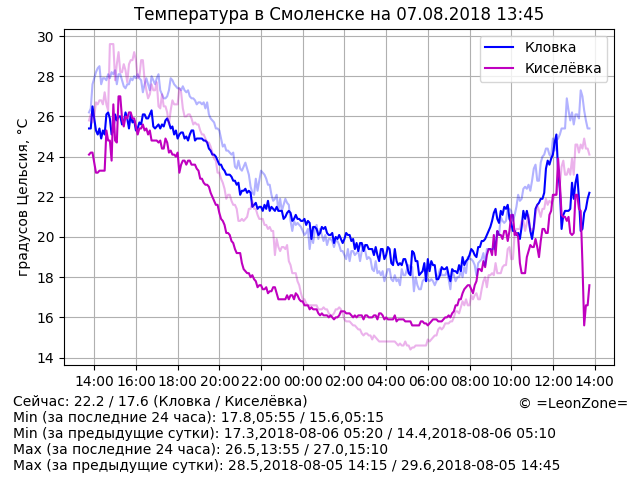 Температура в Смоленске на 07.08.2018 13:45
градусов Цельсия, °C
30
28
26
24
22
20
18
16
14
Кловка
Киселёвка
14:00 16:00 18:00 20:00 22:00 00:00 02:00 04:00 06:00 08:00 10:00 12:00 14:00
Сейчас: 22.2 / 17.6 (Кловка / Киселёвка)
© =LeonZone=
Min (за последние 24 часа): 17.8,05:55 / 15.6,05:15
Min (за предыдущие сутки): 17.3,2018-08-06 05:20 / 14.4,2018-08-06 05:10
Max (за последние 24 часа): 26.5,13:55 / 27.0,15:10
Max (за предыдущие сутки): 28.5,2018-08-05 14:15 / 29.6,2018-08-05 14:45